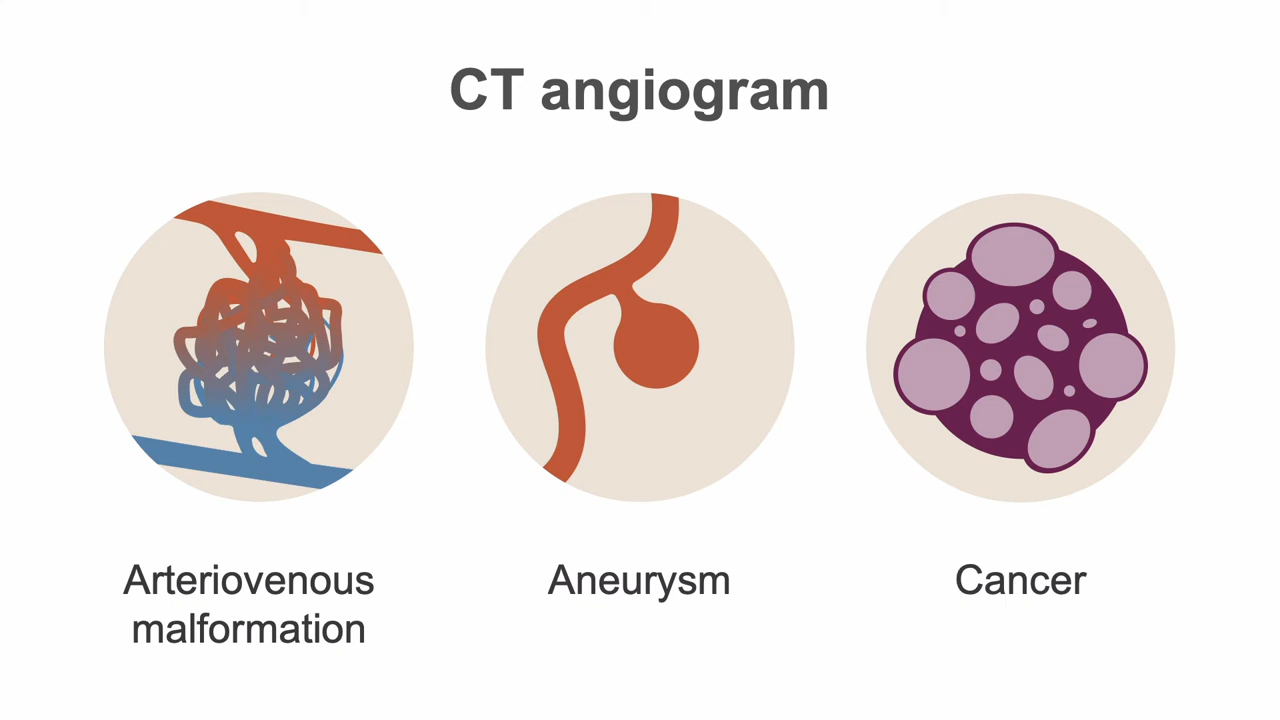 CT angiogram
Arteriovenous
malformation
Aneurysm
Cancer